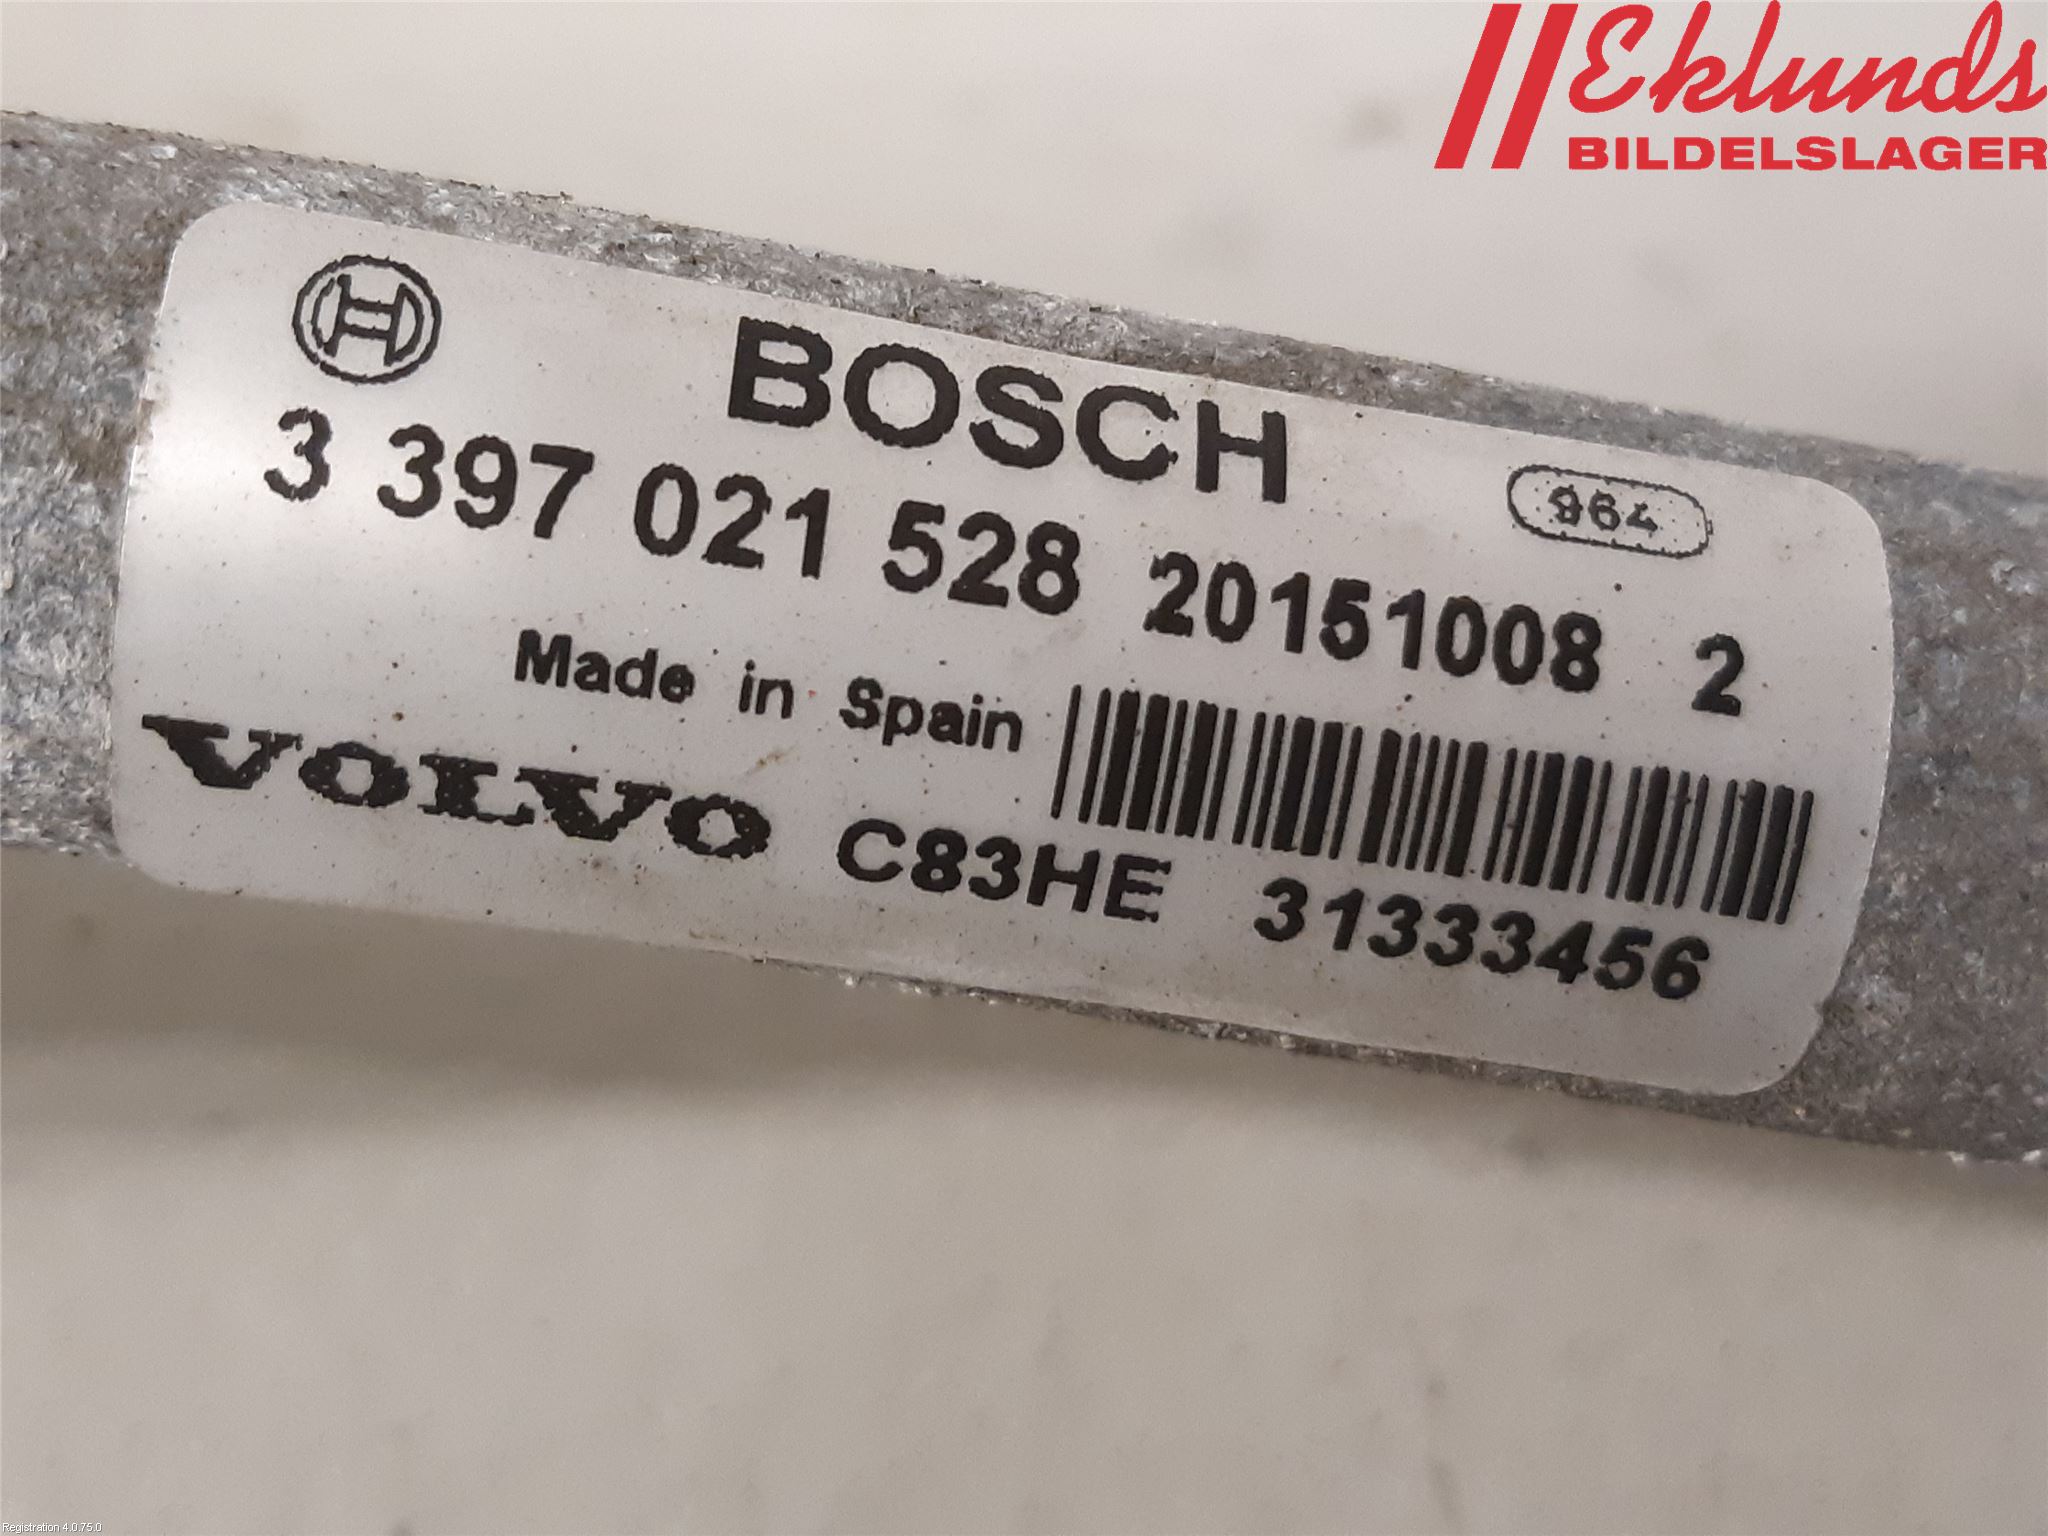 Eklunds
BILDELSLAGER
BOSCH
964
3 397 021 528 20151008 2
Made in Spain
VOLVO C83HE 31333456
Registration 4.0.75.0